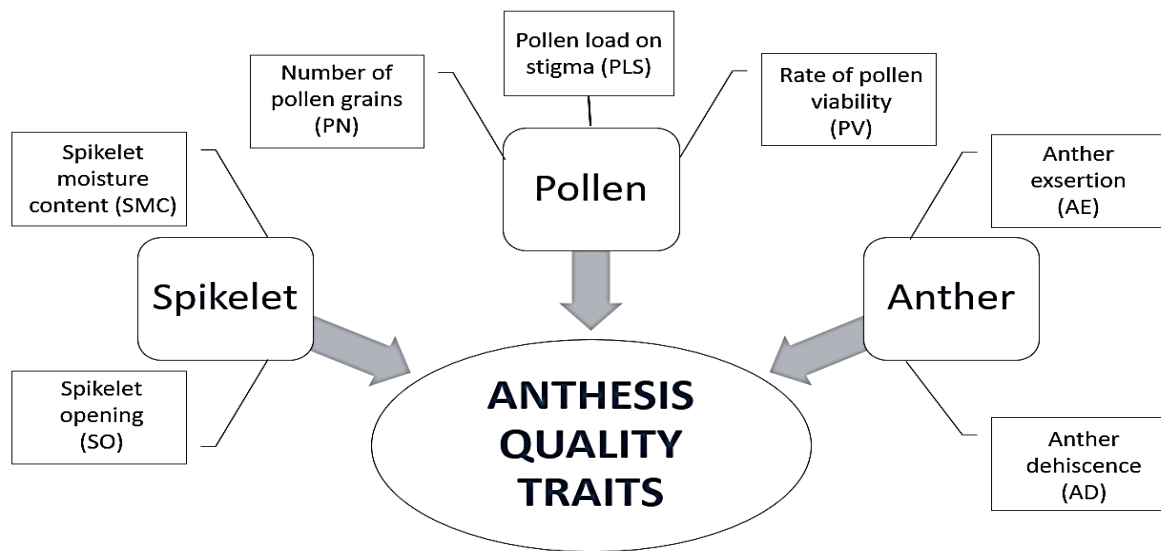 Pollen load on
stigma (PLS)
Number of
pollen grains
(PN)
Rate of pollen
viability
(PV)
Spikelet
moisture
content (SMC)
Anther
exsertion
(AE)
Pollen
Spikelet
Anther
Spikelet
opening
(SO)
ANTHESIS
QUALITY
TRAITS
Anther
dehiscence
(AD)